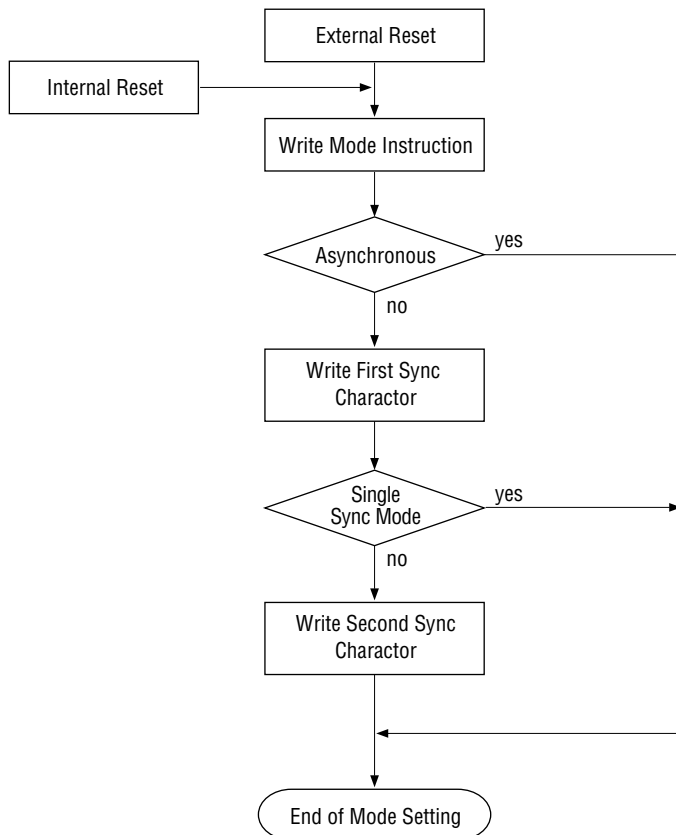 External Reset
Internal Reset
Write Mode Instruction
Asynchronous
yes
no
Write First Sync
Charactor
Single
Sync Mode
yes
no
Write Second Sync
Charactor
End of Mode Setting